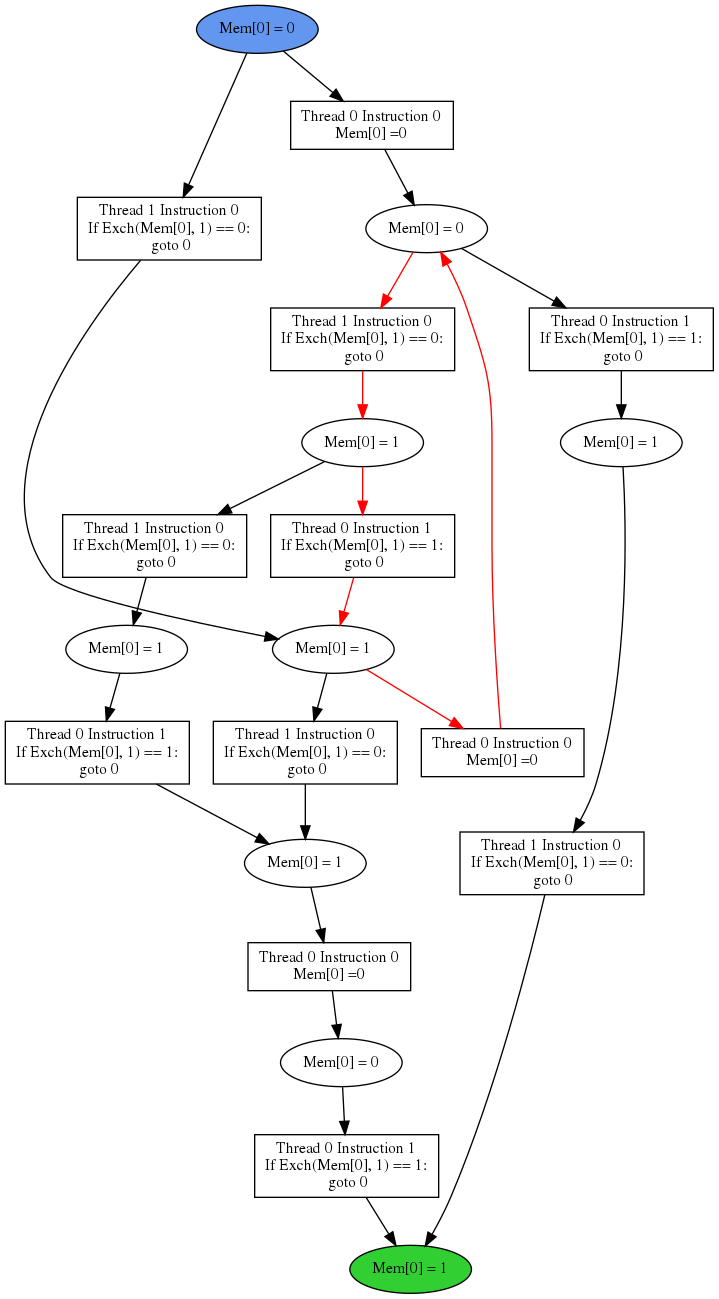 Mem[0] = 0
Thread 0 Instruction 0
Mem[0] =0
Thread 1 Instruction 0
If Exch(Mem[0], 1) == 0:
goto 0
Mem[0] = 0
Thread 1 Instruction 0
If Exch(Mem[0], 1) == 0:
goto 0
Thread 0 Instruction 1
If Exch(Mem[0], 1) == 1:
goto 0
Mem[0] = 1
Mem[0] = 1
Thread 1 Instruction 0
If Exch(Mem[0], 1) == 0:
goto 0
Thread 0 Instruction 1
If Exch(Mem[0], 1) == 1:
goto 0
Mem[0] = 1
Mem[0] = 1
Thread 0 Instruction 1
If Exch(Mem[0], 1) == 1:
goto 0
Thread 1 Instruction 0
If Exch(Mem[0], 1) == 0:
goto 0
Thread 0 Instruction 0
Mem[0] =0
Mem[0] = 1
Thread 1 Instruction 0
If Exch(Mem[0], 1) == 0:
goto 0
Thread 0 Instruction 0
Mem[0] =0
Mem[0] = 0
Thread 0 Instruction 1
If Exch(Mem[0], 1) == 1:
goto 0
Mem[0] = 1